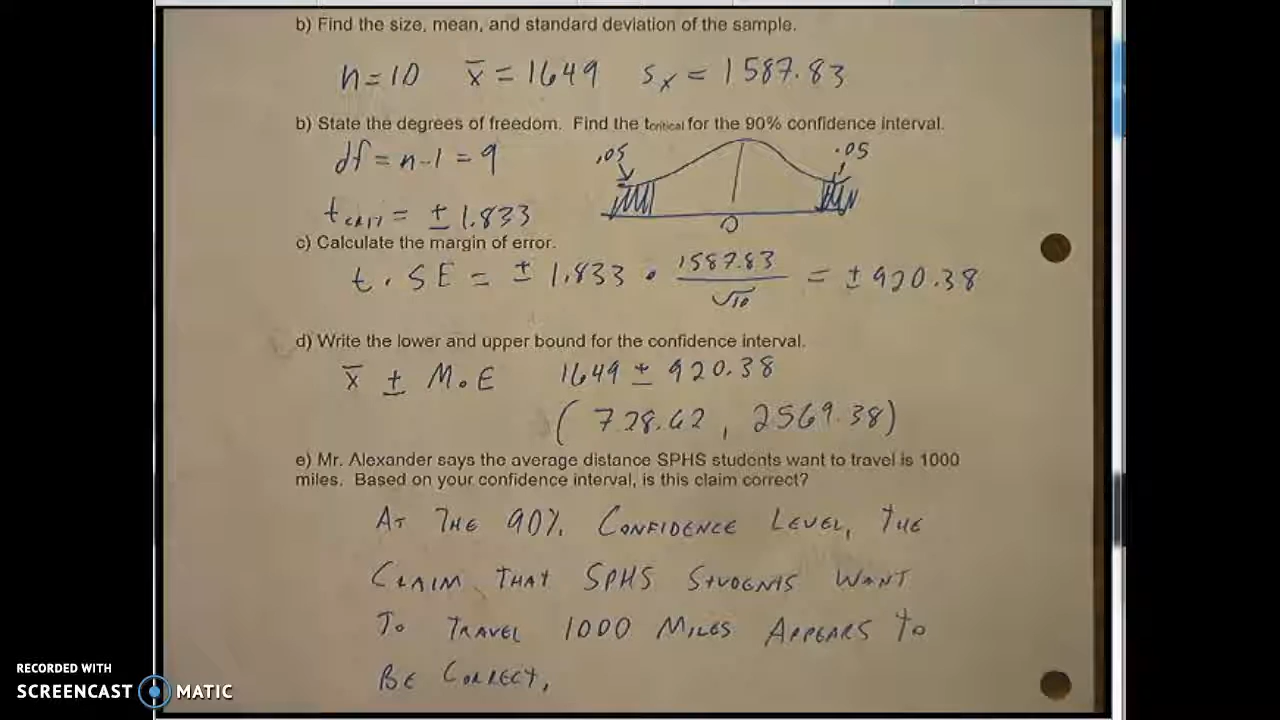 b) Find the size, mean, and standard deviation of the sample.
n = 10 x̄ = 1649 sₓ = 1587.83
b) State the degrees of freedom. Find the tcritical for the 90% confidence interval.
df = n-1 = 9
.05 .05
tcrit = ± 1.833
0
c) Calculate the margin of error.
t · SE = ± 1.833 · 1587.83 / √10 = ± 920.38
d) Write the lower and upper bound for the confidence interval.
x̄ ± M.o E 1649 ± 920.38
( 728.62 , 2569.38)
e) Mr. Alexander says the average distance SPHS students want to travel is 1000
miles. Based on your confidence interval, is this claim correct?
AT THE 90% CONFIDENCE LEVEL, THE
CLAIM THAT SPHS STUDENTS WANT
TO TRAVEL 1000 MILES APPEARS TO
BE CORRECT.
RECORDED WITH
SCREENCAST MATIC